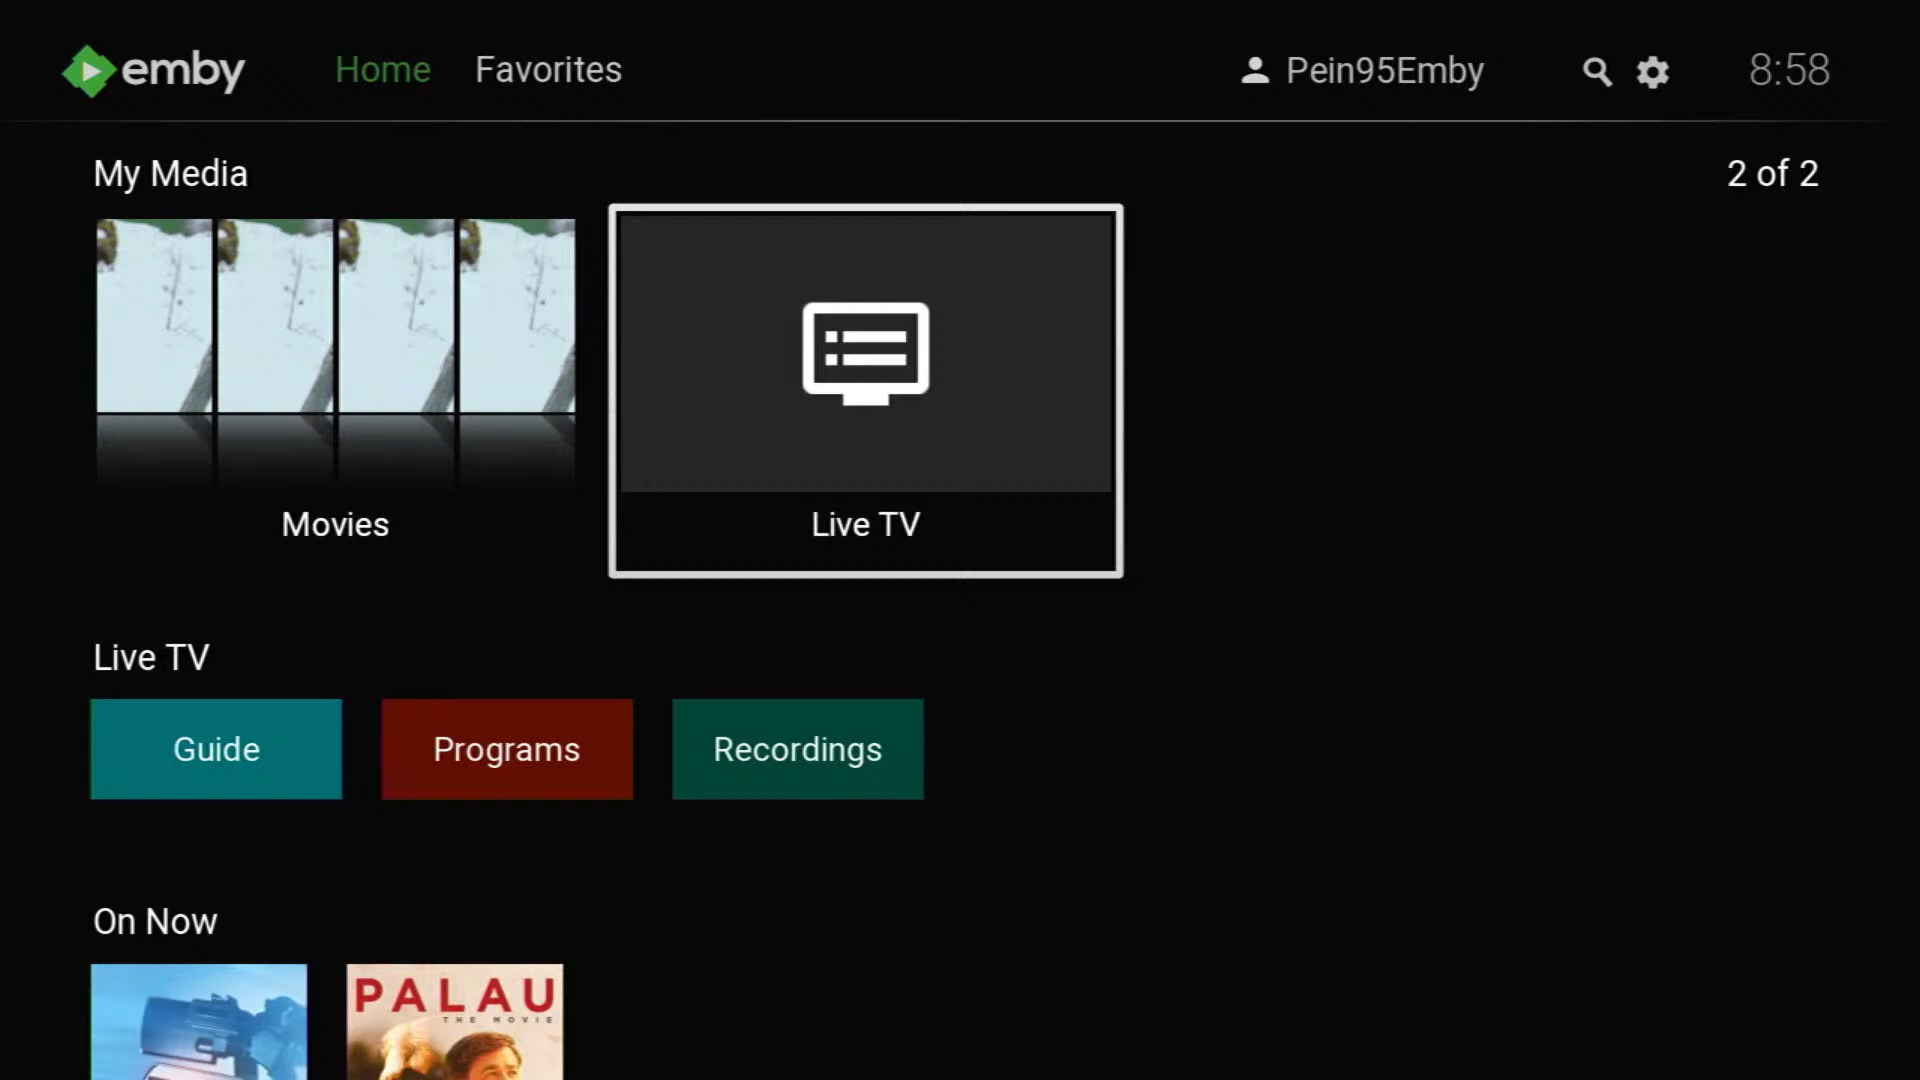 emby Home Favorites Pein95Emby 8:58
My Media 2 of 2
Movies Live TV
Live TV
Guide Programs Recordings
On Now
PALAU
THE MOVIE